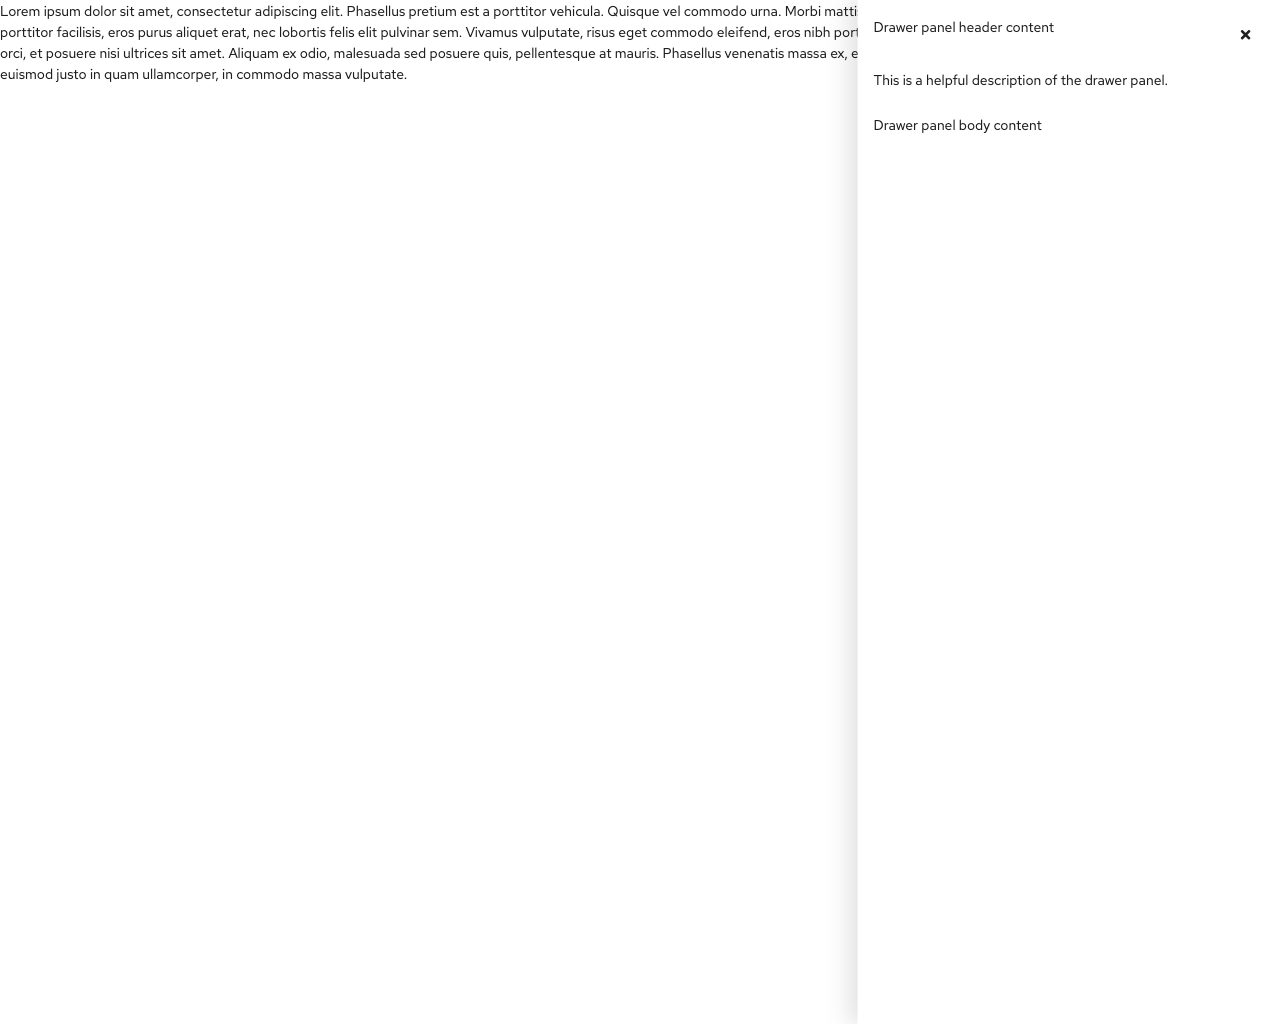 Lorem ipsum dolor sit amet, consectetur adipiscing elit. Phasellus pretium est a porttitor vehicula. Quisque vel commodo urna. Morbi
porttitor facilisis, eros purus aliquet erat, nec lobortis felis elit pulvinar sem. Vivamus vulputate, risus eget commodo eleifend, eros nibh
orci, et posuere nisi ultrices sit amet. Aliquam ex odio, malesuada sed posuere quis, pellentesque at mauris. Phasellus venenatis massa ex,
euismod justo in quam ullamcorper, in commodo massa vulputate.
Drawer panel header content
This is a helpful description of the drawer panel.
Drawer panel body content